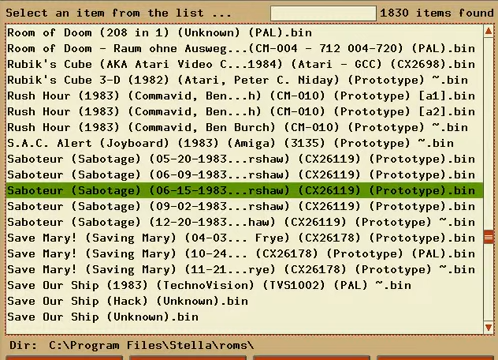 Select an item from the list ... 1830 items found
Room of Doom (208 in 1) (Unknown) (PAL).bin
Room of Doom - Raum ohne Ausweg...(CM-004 - 712 004-720) (PAL).bin
Rubik's Cube (AKA Atari Video C...1984) (Atari - GCC) (CX2698).bin
Rubik's Cube 3-D (1982) (Atari, Peter C. Niday) (Prototype) ~.bin
Rush Hour (1983) (Commavid, Ben...h) (CM-010) (Prototype) [a1].bin
Rush Hour (1983) (Commavid, Ben...h) (CM-010) (Prototype) [a2].bin
Rush Hour (1983) (Commavid, Ben Burch) (CM-010) (Prototype).bin
S.A.C. Alert (Joyboard) (1983) (Amiga) (3135) (Prototype) ~.bin
Saboteur (Sabotage) (05-20-1983...rshaw) (CX26119) (Prototype).bin
Saboteur (Sabotage) (06-09-1983...rshaw) (CX26119) (Prototype).bin
Saboteur (Sabotage) (06-15-1983...rshaw) (CX26119) (Prototype).bin
Saboteur (Sabotage) (09-02-1983...rshaw) (CX26119) (Prototype).bin
Saboteur (Sabotage) (12-20-1983...haw) (CX26119) (Prototype) ~.bin
Save Mary! (Saving Mary) (04-03... Frye) (CX26178) (Prototype).bin
Save Mary! (Saving Mary) (10-24... (CX26178) (Prototype) (PAL).bin
Save Mary! (Saving Mary) (11-21...rye) (CX26178) (Prototype) ~.bin
Save Our Ship (1983) (TechnoVision) (TVS1002) (PAL) ~.bin
Save Our Ship (Hack) (Unknown).bin
Save Our Ship (Unknown).bin
Dir: C:\Program Files\Stella\roms\